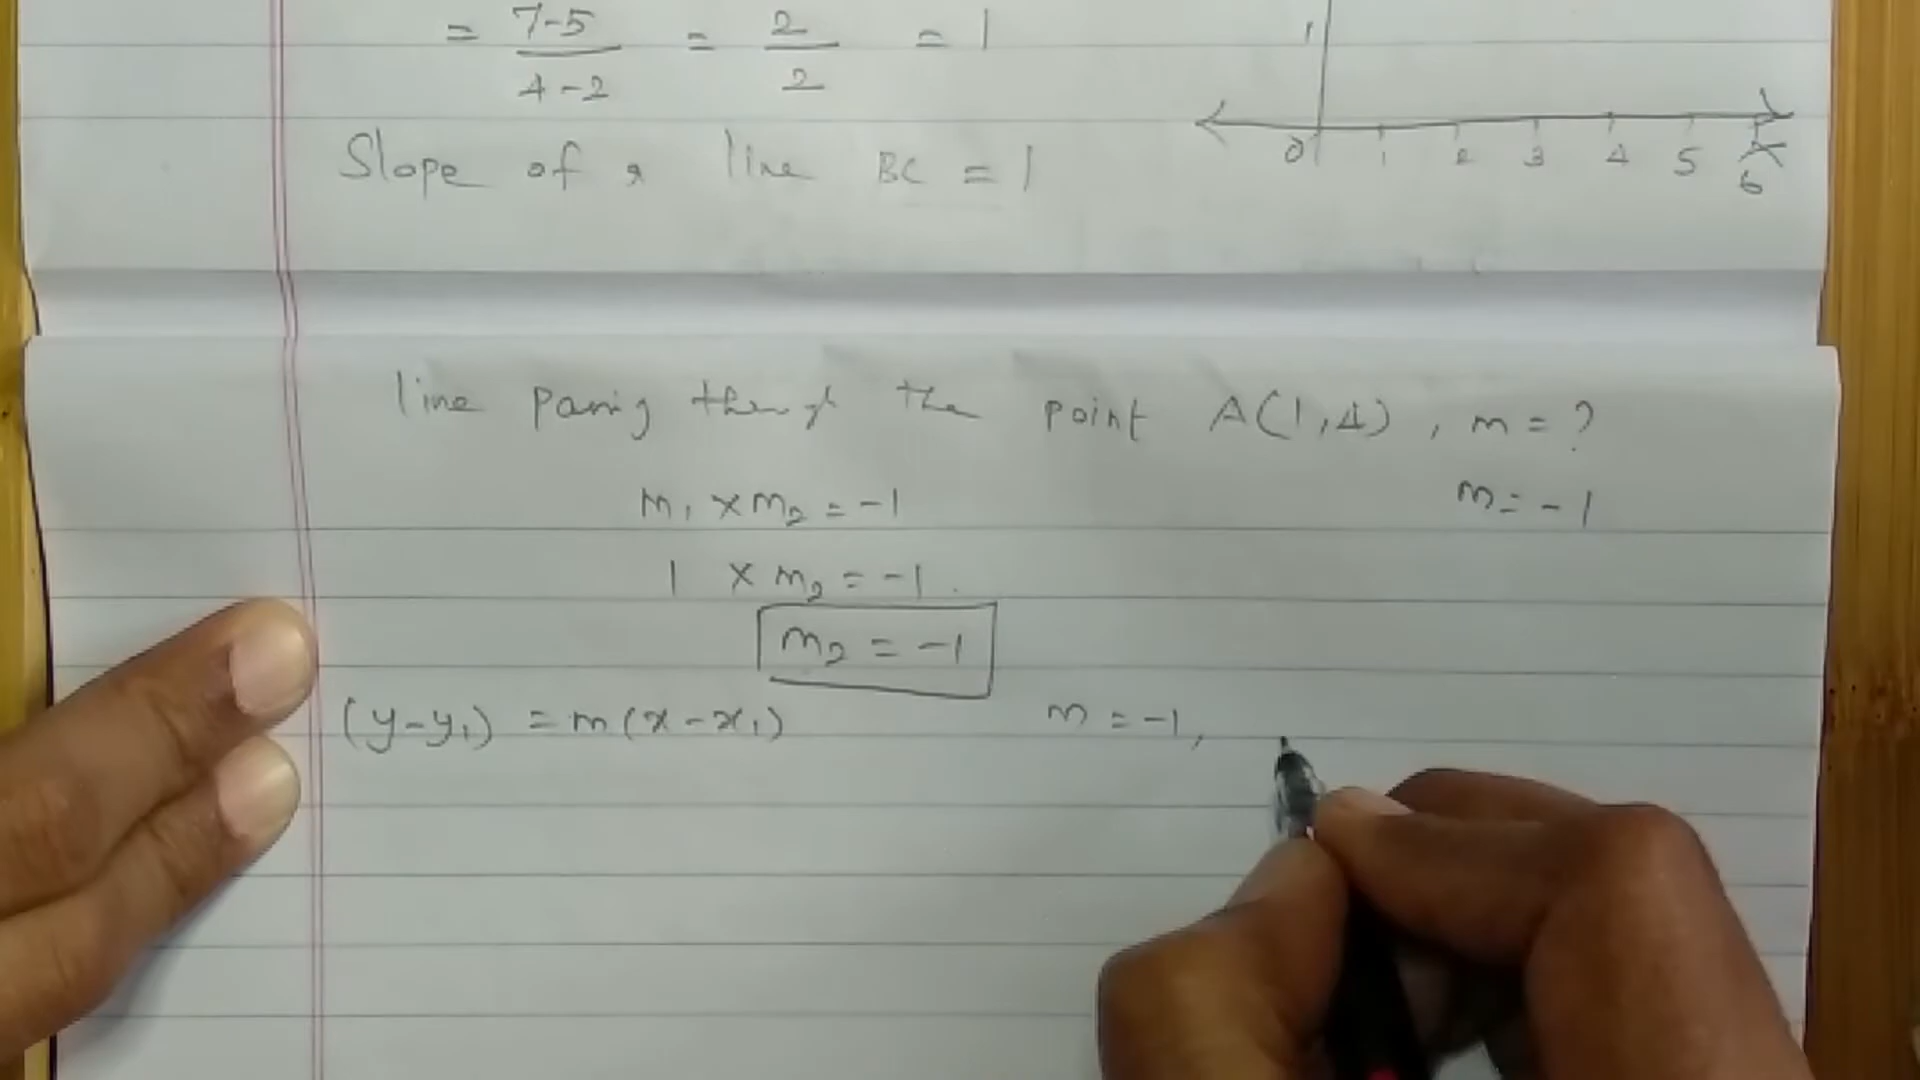 = 7-5 / 4-2 = 2 / 2 = 1
Slope of a line BC = 1
1
0 1 2 3 4 5 6
X
line passing through the point A(1,4), m = ?
m₁ × m₂ = -1
m = -1
1 × m₂ = -1.
m₂ = -1
(y-y₁) = m(x-x₁) m = -1,